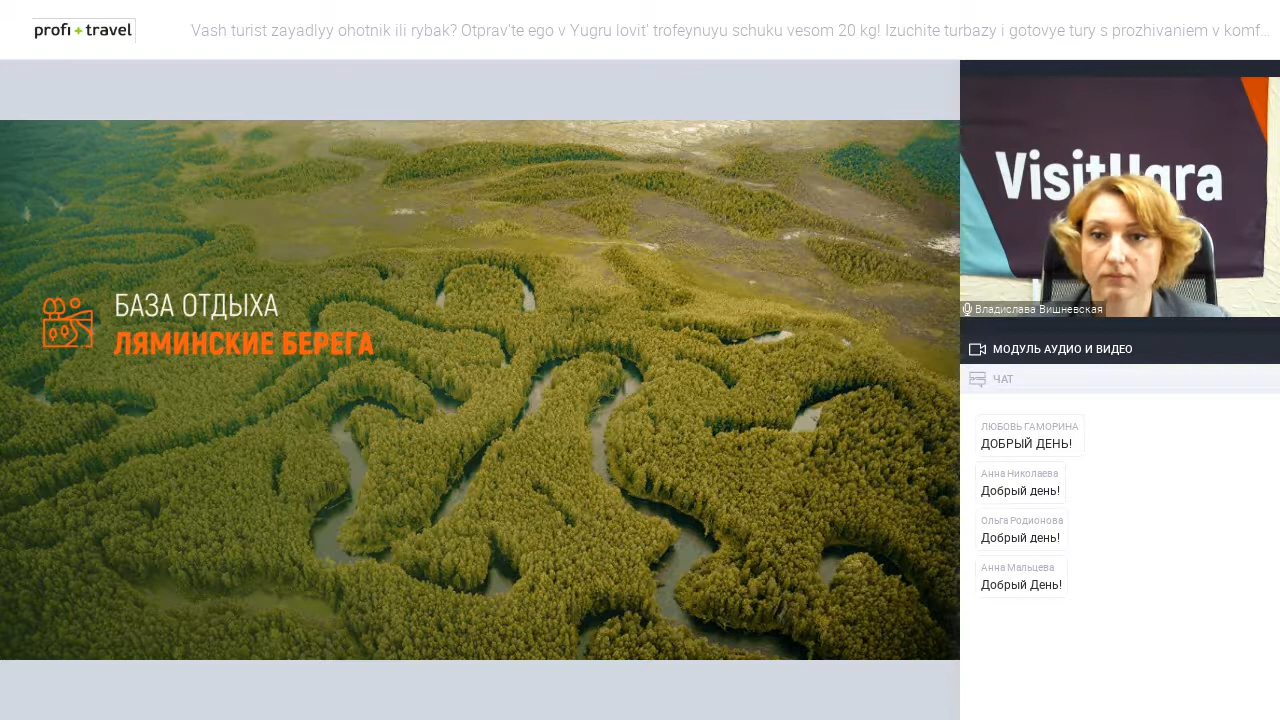 profi + travel
Vash turist zayadlyy ohotnik ili rybak? Otprav'te ego v Yugru lovit' trofeynuyu schuku vesom 20 kg! Izuchite turbazy i gotovye tury s prozhivaniem v komf...
БАЗА ОТДЫХА
ЛЯМИНСКИЕ БЕРЕГА
VisitUgra
Владислава Вишневская
МОДУЛЬ АУДИО И ВИДЕО
ЧАТ
ЛЮБОВЬ ГАМОРИНА
ДОБРЫЙ ДЕНЬ!
Анна Николаева
Добрый день!
Ольга Родионова
Добрый день!
Анна Мальцева
Добрый День!